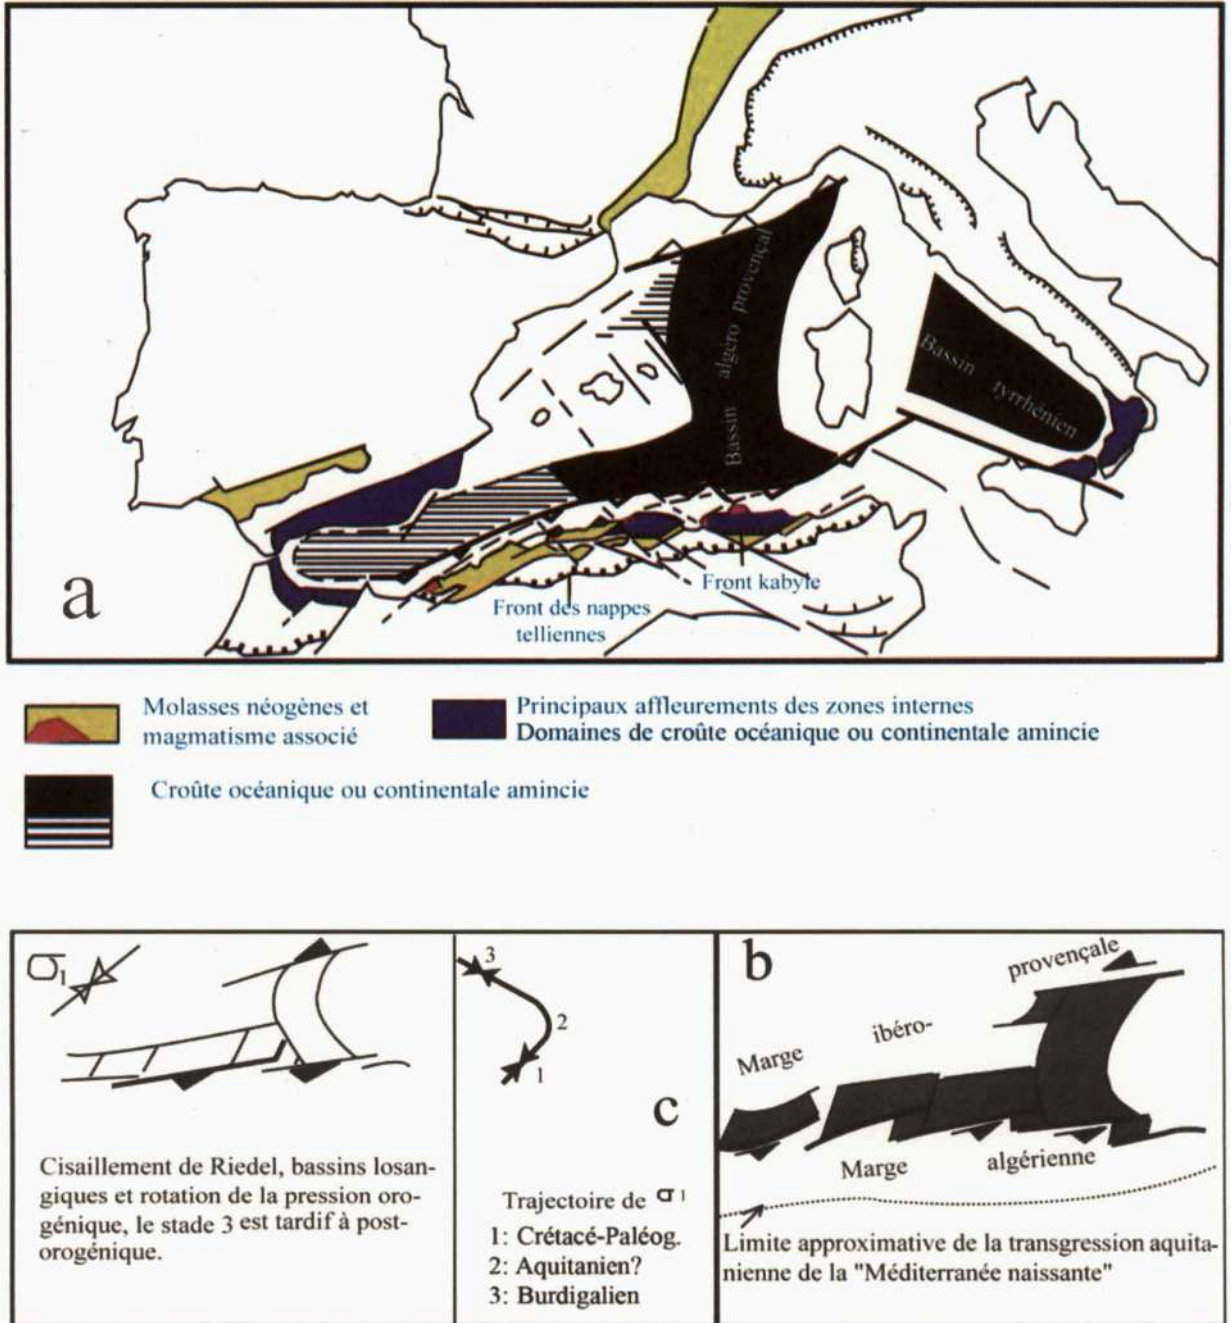 Bassin algéro provençal
Bassin tyrrhénien
a
Front kabyle
Front des nappes
telliennes
Molasses néogènes et
magmatisme associé
Principaux affleurements des zones internes
Domaines de croûte océanique ou continentale amincie
Croûte océanique ou continentale amincie
σ1
Cisaillement de Riedel, bassins losan-
giques et rotation de la pression oro-
génique, le stade 3 est tardif à post-
orogénique.
3
2
1
c
Trajectoire de σ1
1: Crétacé-Paléog.
2: Aquitanien?
3: Burdigalien
b
Marge ibéro- provençale
Marge algérienne
Limite approximative de la transgression aquita-
nienne de la "Méditerranée naissante"